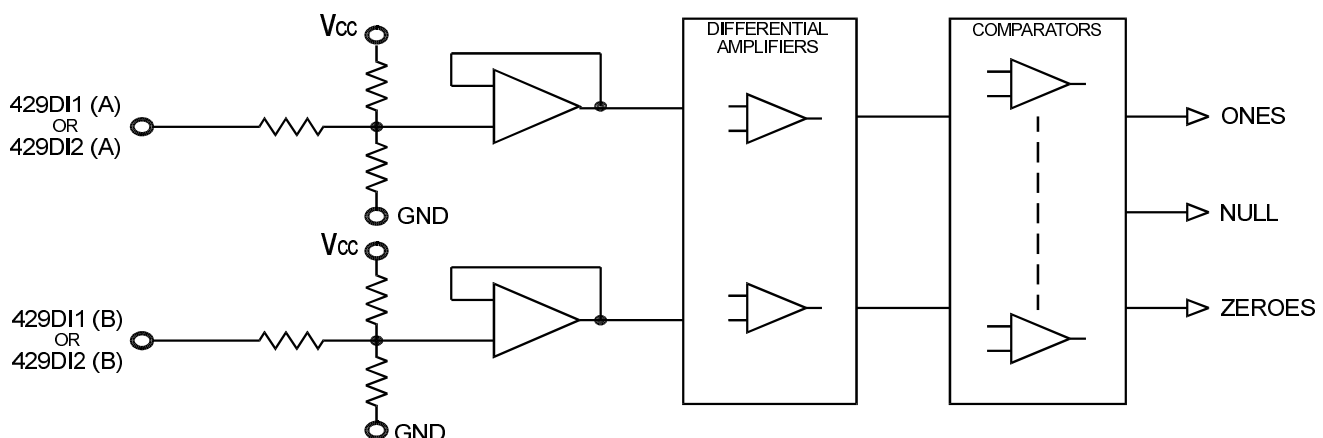 Vcc
DIFFERENTIAL
AMPLIFIERS
COMPARATORS
429DI1 (A)
OR
429DI2 (A)
ONES
GND
NULL
Vcc
429DI1 (B)
OR
429DI2 (B)
ZEROES
GND